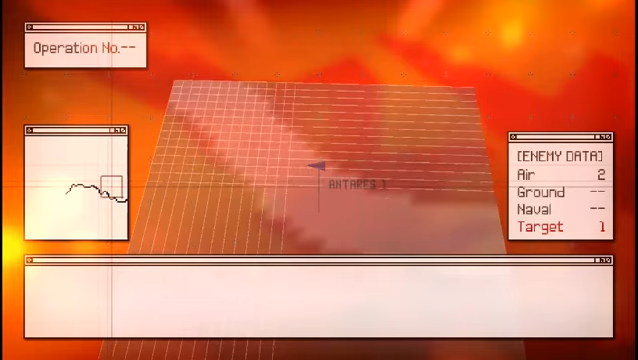 Operation No.--
[ENEMY DATA]
Air 2
Ground --
Naval --
Target 1
ANTARES 1